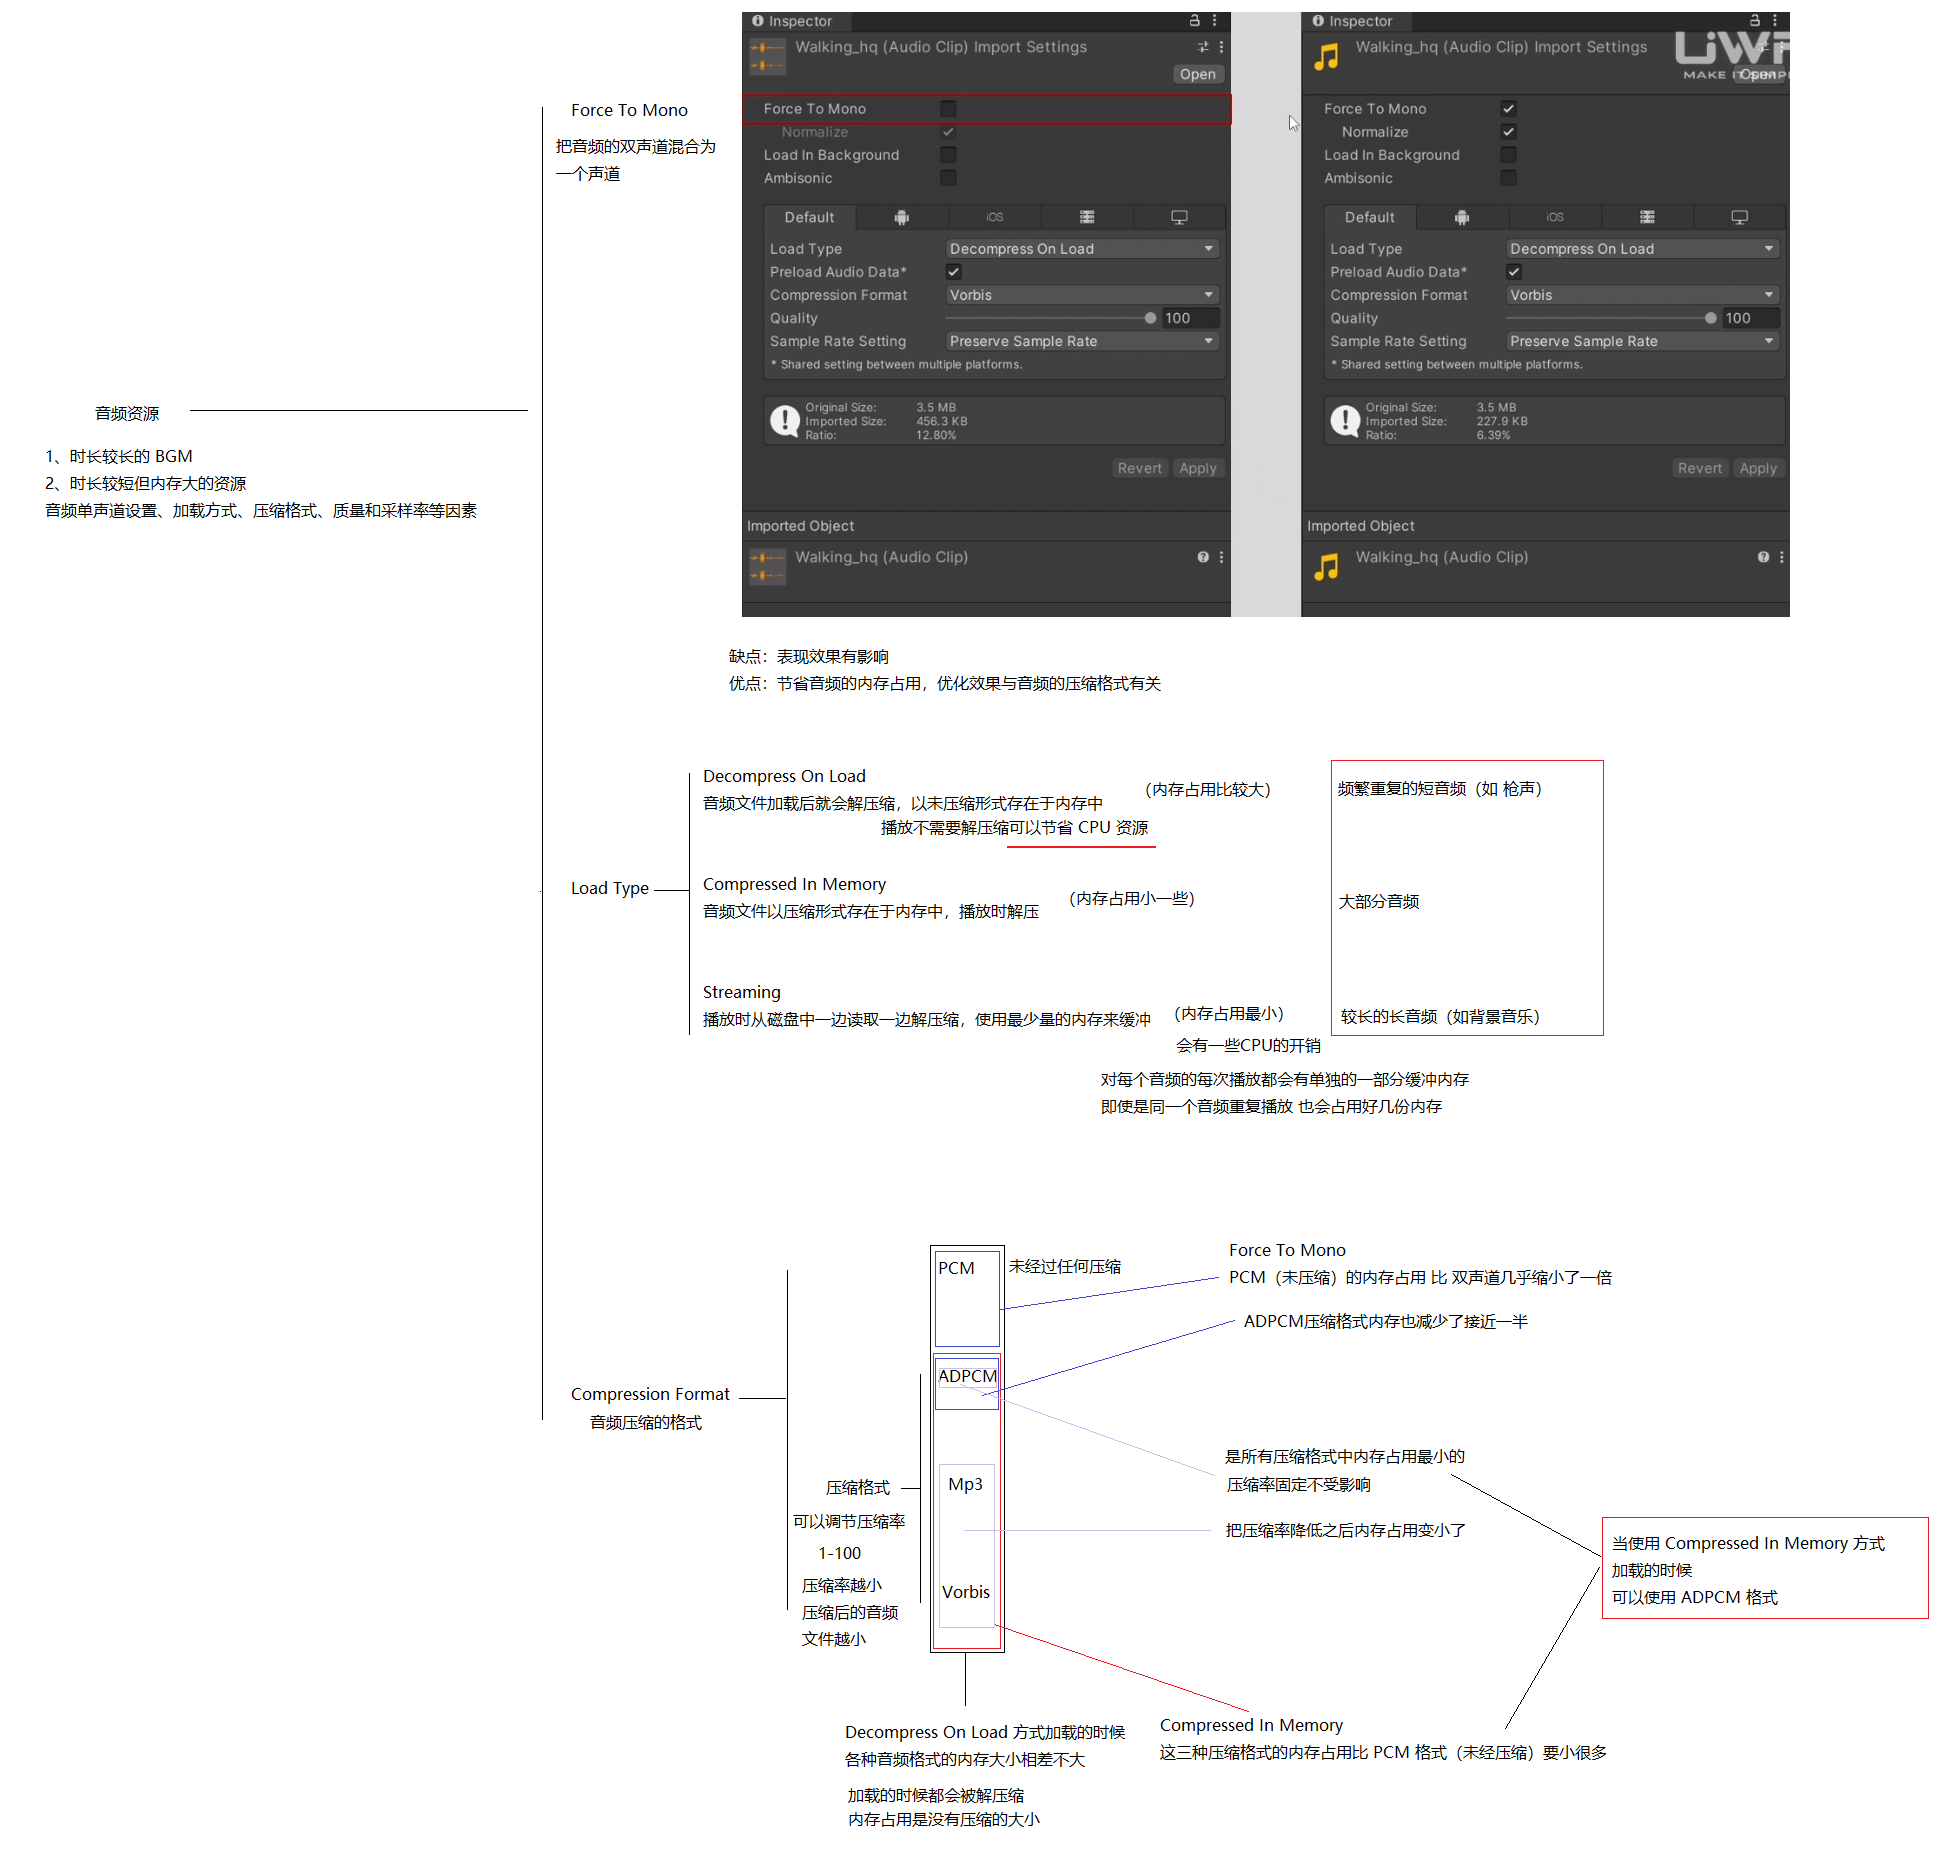 音频资源
1、时长较长的 BGM
2、时长较短但内存大的资源
音频单声道设置、加载方式、压缩格式、质量和采样率等因素
Force To Mono
把音频的双声道混合为
一个声道
Inspector
Walking_hq (Audio Clip) Import Settings
Open
Force To Mono
Normalize
Load In Background
Ambisonic
Default
iOS
Load Type
Decompress On Load
Preload Audio Data*
Compression Format
Vorbis
Quality
100
Sample Rate Setting
Preserve Sample Rate
* Shared setting between multiple platforms.
Original Size: 3.5 MB
Imported Size: 456.3 KB
Ratio: 12.80%
Revert Apply
Imported Object
Walking_hq (Audio Clip)
Inspector
Walking_hq (Audio Clip) Import Settings
MAKE IT
Open
Force To Mono
Normalize
Load In Background
Ambisonic
Default
iOS
Load Type
Decompress On Load
Preload Audio Data*
Compression Format
Vorbis
Quality
100
Sample Rate Setting
Preserve Sample Rate
* Shared setting between multiple platforms.
Original Size: 3.5 MB
Imported Size: 227.9 KB
Ratio: 6.39%
Revert Apply
Imported Object
Walking_hq (Audio Clip)
缺点：表现效果有影响
优点：节省音频的内存占用，优化效果与音频的压缩格式有关
Load Type
Decompress On Load
音频文件加载后就会解压缩，以未压缩形式存在于内存中
（内存占用比较大）
频繁重复的短音频（如 枪声）
播放不需要解压缩可以节省 CPU 资源
Compressed In Memory
音频文件以压缩形式存在于内存中，播放时解压
（内存占用小一些）
大部分音频
Streaming
播放时从磁盘中一边读取一边解压缩，使用最少量的内存来缓冲
（内存占用最小）
较长的长音频（如背景音乐）
会有一些CPU的开销
对每个音频的每次播放都会有单独的一部分缓冲内存
即使是同一个音频重复播放 也会占用好几份内存
Compression Format
音频压缩的格式
PCM
未经过任何压缩
Force To Mono
PCM（未压缩）的内存占用 比 双声道几乎缩小了一倍
ADPCM压缩格式内存也减少了接近一半
ADPCM
是所有压缩格式中内存占用最小的
压缩率固定不受影响
压缩格式
可以调节压缩率
1-100
压缩率越小
压缩后的音频
文件越小
Mp3
把压缩率降低之后内存占用变小了
Vorbis
当使用 Compressed In Memory 方式
加载的时候
可以使用 ADPCM 格式
Decompress On Load 方式加载的时候
各种音频格式的内存大小相差不大
加载的时候都会被解压缩
内存占用是没有压缩的大小
Compressed In Memory
这三种压缩格式的内存占用比 PCM 格式（未经压缩）要小很多